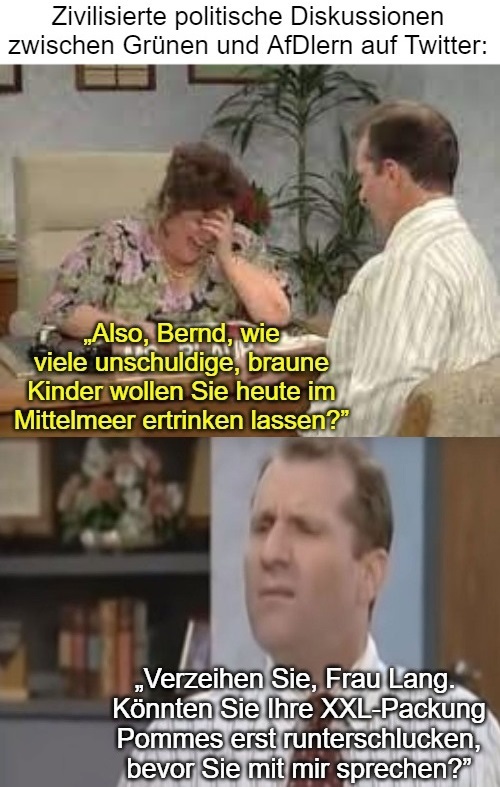 Zivilisierte politische Diskussionen
zwischen Grünen und AfDlern auf Twitter:
„Also, Bernd, wie
viele unschuldige, braune
Kinder wollen Sie heute im
Mittelmeer ertrinken lassen?”
„Verzeihen Sie, Frau Lang.
Könnten Sie Ihre XXL-Packung
Pommes erst runterschlucken,
bevor Sie mit mir sprechen?”